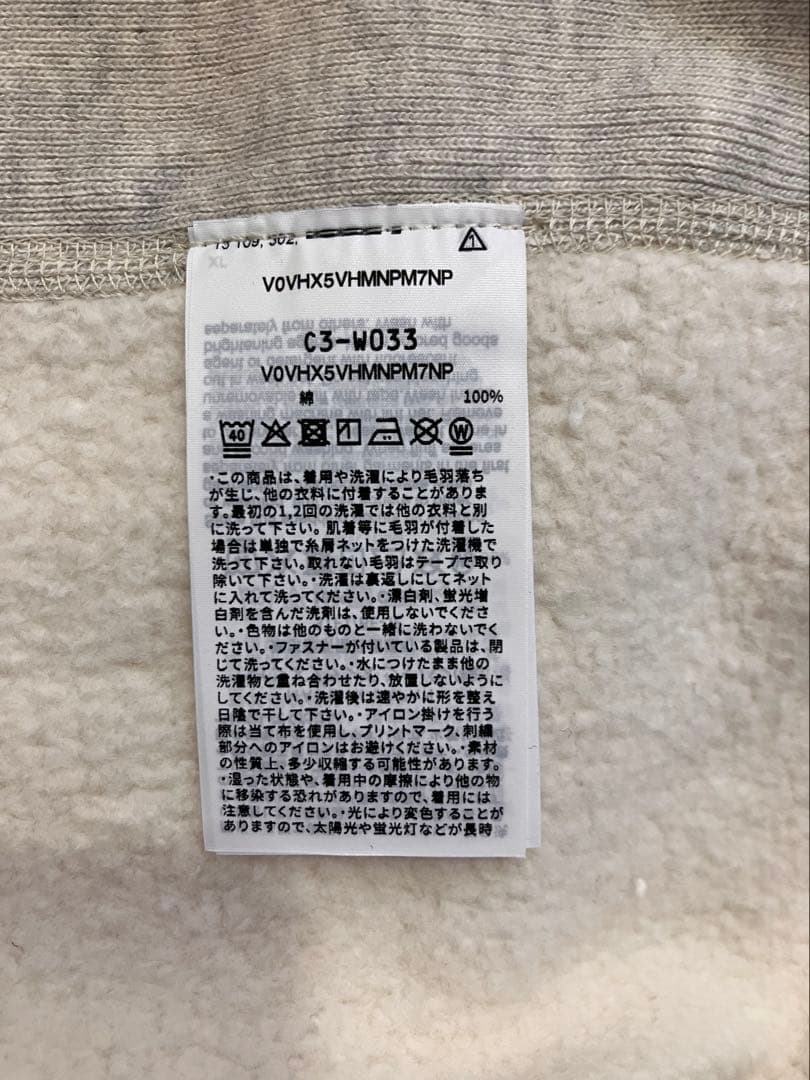 XL
V0VHX5VHMNPM7NP
C3-W033
V0VHX5VHMNPM7NP
綿 100%
40 1 W
・この商品は、着用や洗濯により毛羽落ち
が生じ、他の衣料に付着することがありま
す。最初の1,2回の洗濯では他の衣料と別
に洗って下さい。肌着等に毛羽が付着した
場合は単独で糸屑ネットをつけた洗濯機で
洗って下さい。取れない毛羽はテープで取り
除いて下さい。・洗濯は裏返しにしてネット
に入れて洗ってください。・漂白剤、蛍光増
白剤を含んだ洗剤は、使用しないでくださ
い。・色物は他のものと一緒に洗わないでく
ださい。・ファスナーが付いている製品は、閉
じて洗ってください。・水につけたまま他の
洗濯物と重ね合わせたり、放置しないように
してください。・洗濯後は速やかに形を整え
日陰で干して下さい。・アイロン掛けを行う
際は当て布を使用し、プリントマーク、刺繍
部分へのアイロンはお避けください。・素材
の性質上、多少収縮する可能性があります。
・湿った状態や、着用中の摩擦により他の物
に移染する恐れがありますので、着用には
注意してください。・光により変色することが
ありますので、太陽光や蛍光灯などが長時